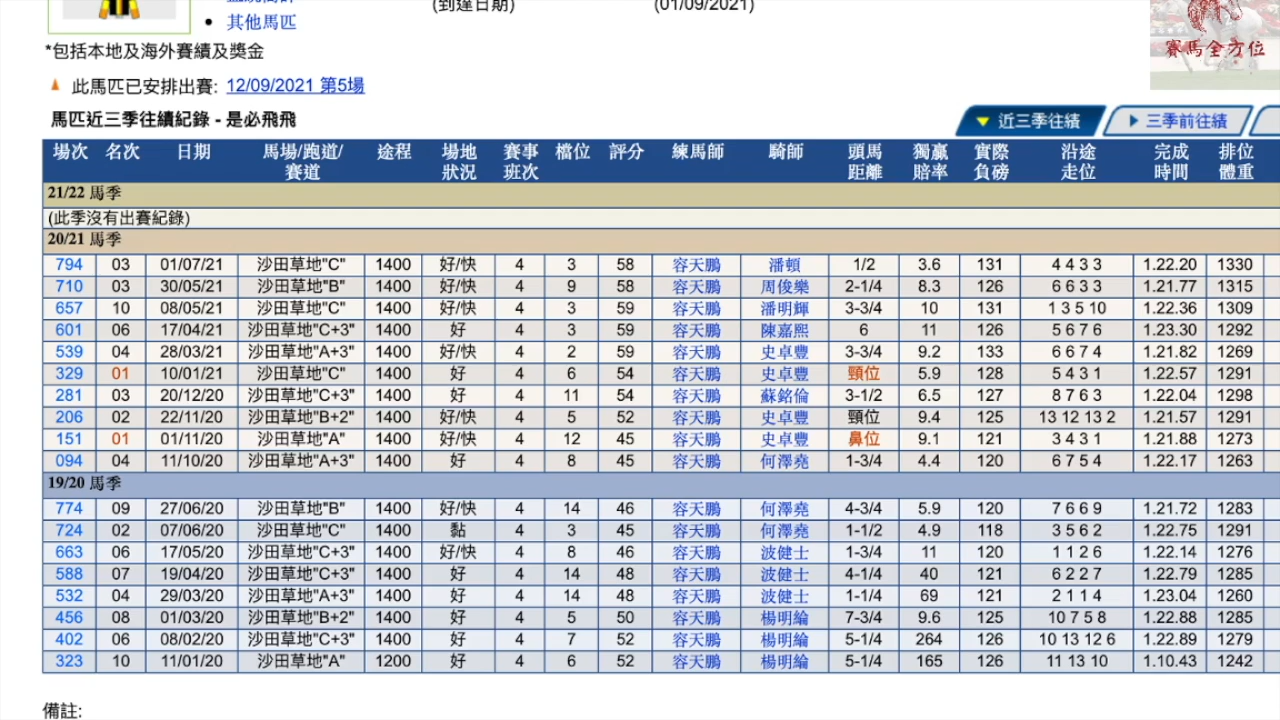 (到達日期) (01/09/2021)
其他馬匹
賽馬全方位
*包括本地及海外賽績及獎金
此馬匹已安排出賽: 12/09/2021 第5場
馬匹近三季往績紀錄 - 是必飛飛
近三季往績 三季前往績
場次 名次 日期 馬場/跑道/賽道 途程 場地狀況 賽事班次 檔位 評分 練馬師 騎師 頭馬距離 獨贏賠率 實際負磅 沿途走位 完成時間 排位體重
21/22 馬季
(此季沒有出賽紀錄)
20/21 馬季
794 03 01/07/21 沙田草地"C" 1400 好/快 4 3 58 容天鵬 潘頓 1/2 3.6 131 4 4 3 3 1.22.20 1330
710 03 30/05/21 沙田草地"B" 1400 好/快 4 9 58 容天鵬 周俊樂 2-1/4 8.3 126 6 6 3 3 1.21.77 1315
657 10 08/05/21 沙田草地"C" 1400 好/快 4 3 59 容天鵬 潘明輝 3-3/4 10 131 1 3 5 10 1.22.36 1309
601 06 17/04/21 沙田草地"C+3" 1400 好 4 3 59 容天鵬 陳嘉熙 6 11 126 5 6 7 6 1.23.30 1292
539 04 28/03/21 沙田草地"A+3" 1400 好/快 4 2 59 容天鵬 史卓豐 3-3/4 9.2 133 6 6 7 4 1.21.82 1269
329 01 10/01/21 沙田草地"C" 1400 好 4 6 54 容天鵬 史卓豐 頸位 5.9 128 5 4 3 1 1.22.57 1291
281 03 20/12/20 沙田草地"C+3" 1400 好 4 11 54 容天鵬 蘇銘倫 3-1/2 6.5 127 8 7 6 3 1.22.04 1298
206 02 22/11/20 沙田草地"B+2" 1400 好/快 4 5 52 容天鵬 史卓豐 頸位 9.4 125 13 12 13 2 1.21.57 1291
151 01 01/11/20 沙田草地"A" 1400 好/快 4 12 45 容天鵬 史卓豐 鼻位 9.1 121 3 4 3 1 1.21.88 1273
094 04 11/10/20 沙田草地"A+3" 1400 好 4 8 45 容天鵬 何澤堯 1-3/4 4.4 120 6 7 5 4 1.22.17 1263
19/20 馬季
774 09 27/06/20 沙田草地"B" 1400 好/快 4 14 46 容天鵬 何澤堯 4-3/4 5.9 120 7 6 6 9 1.21.72 1283
724 02 07/06/20 沙田草地"C" 1400 黏 4 3 45 容天鵬 何澤堯 1-1/2 4.9 118 3 5 6 2 1.22.75 1291
663 06 17/05/20 沙田草地"C+3" 1400 好/快 4 8 46 容天鵬 波健士 1-3/4 11 120 1 1 2 6 1.22.14 1276
588 07 19/04/20 沙田草地"C+3" 1400 好 4 14 48 容天鵬 波健士 4-1/4 40 121 6 2 2 7 1.22.79 1285
532 04 29/03/20 沙田草地"A+3" 1400 好 4 14 48 容天鵬 波健士 1-1/4 69 121 2 1 1 4 1.23.04 1260
456 08 01/03/20 沙田草地"B+2" 1400 好 4 5 50 容天鵬 楊明綸 7-3/4 9.6 125 10 7 5 8 1.22.88 1285
402 06 08/02/20 沙田草地"C+3" 1400 好 4 7 52 容天鵬 楊明綸 5-1/4 264 126 10 13 12 6 1.22.89 1279
323 10 11/01/20 沙田草地"A" 1200 好 4 6 52 容天鵬 楊明綸 5-1/4 165 126 11 13 10 1.10.43 1242
備註: